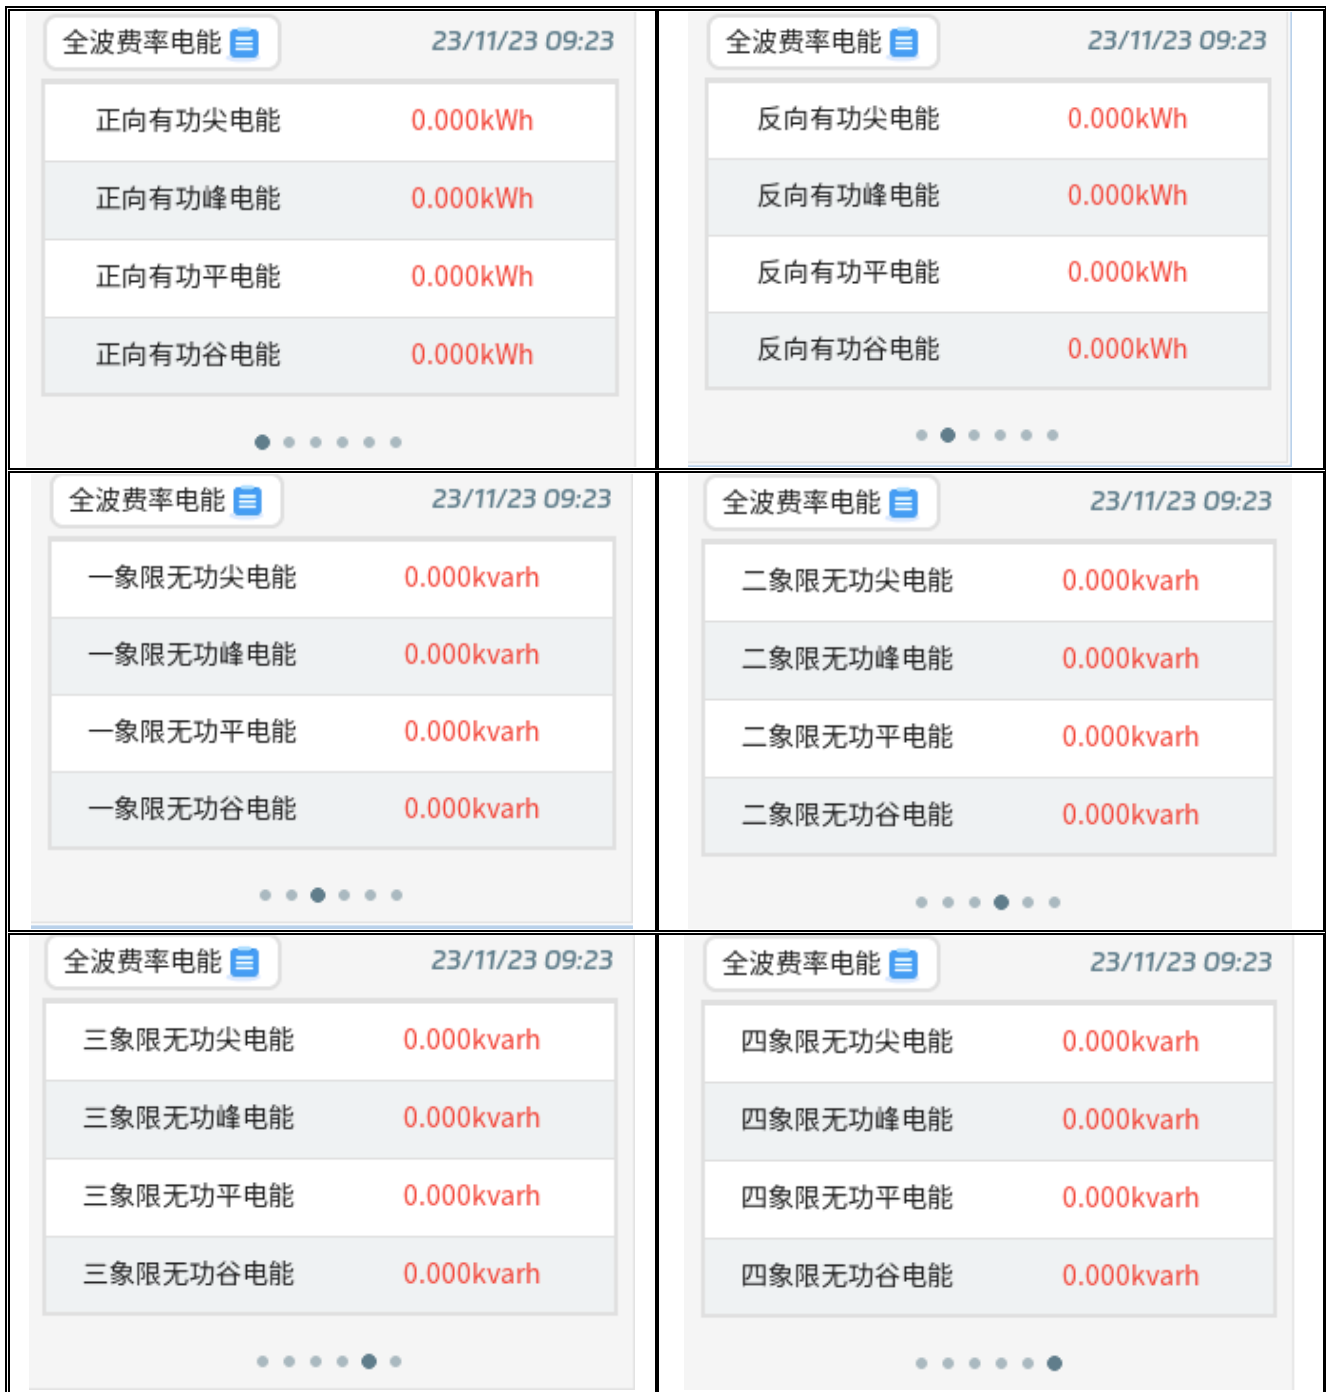 全波费率电能 23/11/23 09:23
正向有功尖电能 0.000kWh
正向有功峰电能 0.000kWh
正向有功平电能 0.000kWh
正向有功谷电能 0.000kWh
全波费率电能 23/11/23 09:23
反向有功尖电能 0.000kWh
反向有功峰电能 0.000kWh
反向有功平电能 0.000kWh
反向有功谷电能 0.000kWh
全波费率电能 23/11/23 09:23
一象限无功尖电能 0.000kvarh
一象限无功峰电能 0.000kvarh
一象限无功平电能 0.000kvarh
一象限无功谷电能 0.000kvarh
全波费率电能 23/11/23 09:23
二象限无功尖电能 0.000kvarh
二象限无功峰电能 0.000kvarh
二象限无功平电能 0.000kvarh
二象限无功谷电能 0.000kvarh
全波费率电能 23/11/23 09:23
三象限无功尖电能 0.000kvarh
三象限无功峰电能 0.000kvarh
三象限无功平电能 0.000kvarh
三象限无功谷电能 0.000kvarh
全波费率电能 23/11/23 09:23
四象限无功尖电能 0.000kvarh
四象限无功峰电能 0.000kvarh
四象限无功平电能 0.000kvarh
四象限无功谷电能 0.000kvarh